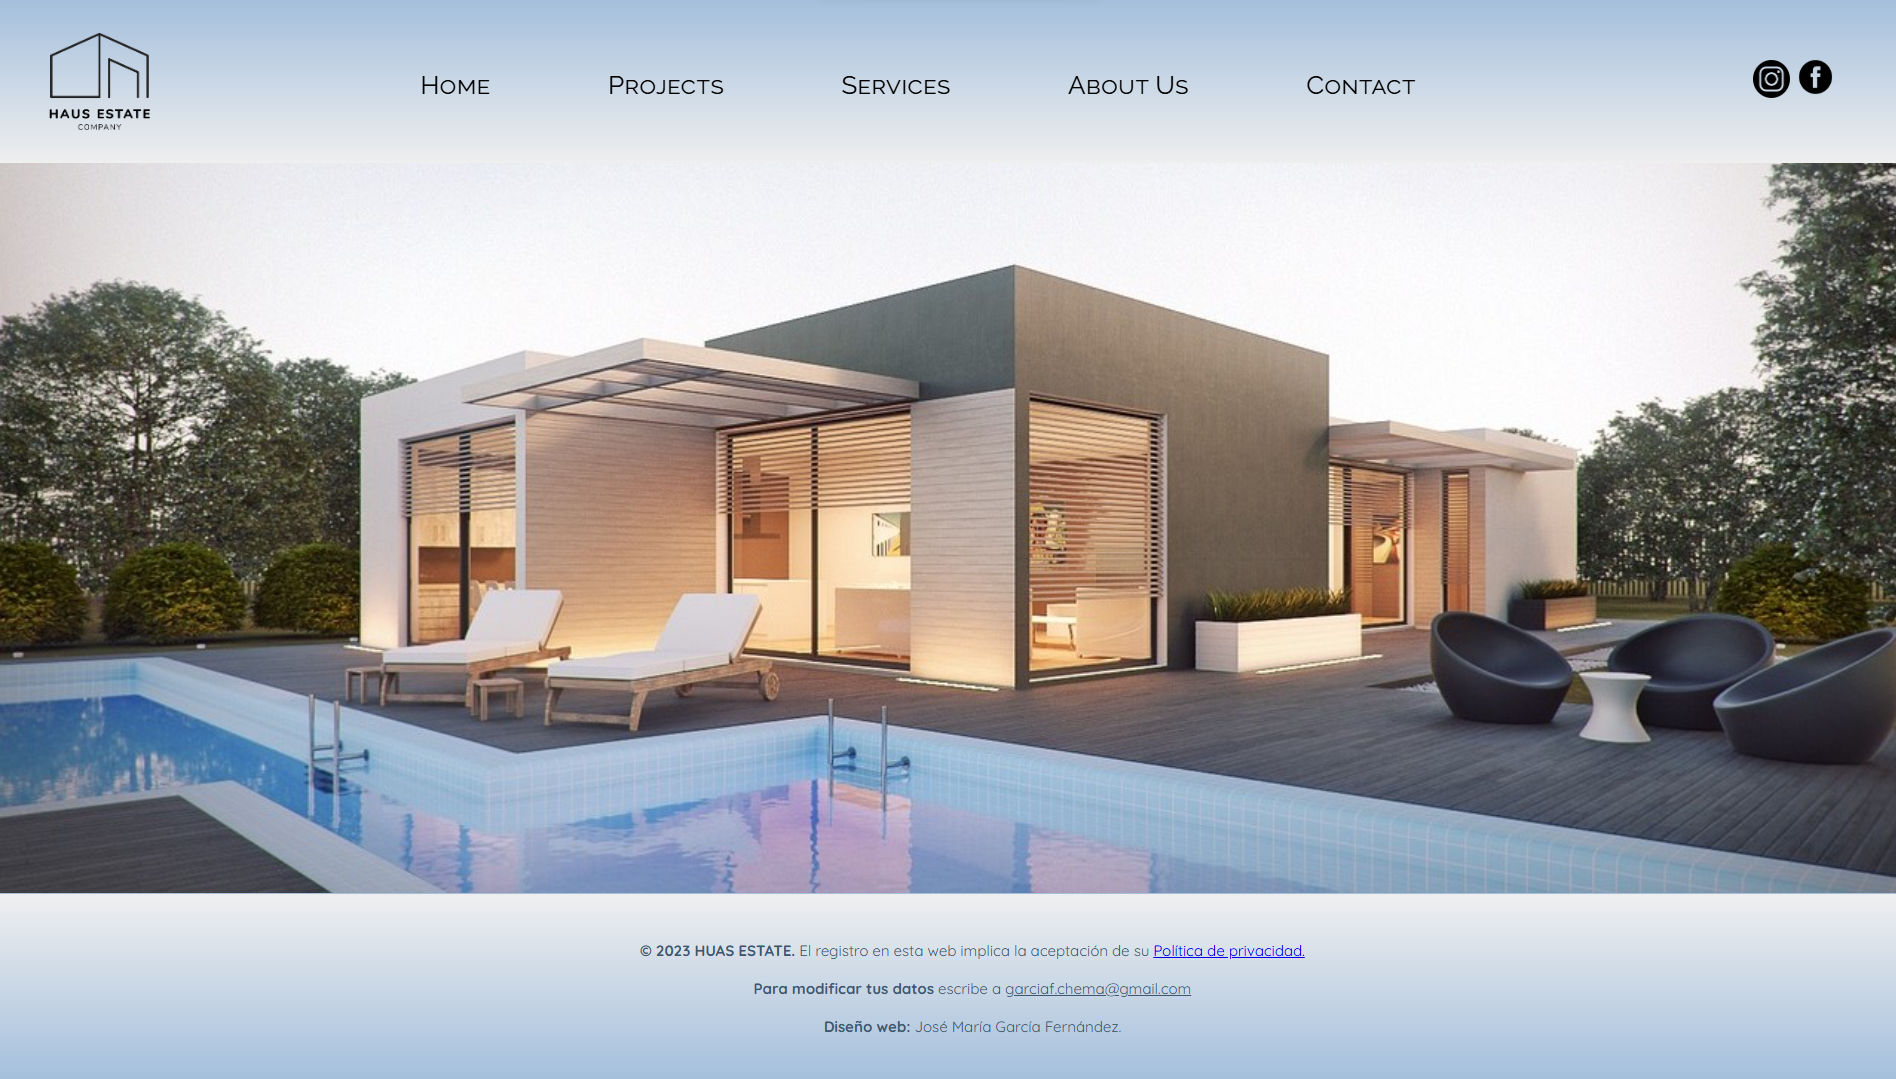 HAUS ESTATE
COMPANY
Home
Projects
Services
About Us
Contact
© 2023 HUAS ESTATE. El registro en esta web implica la aceptación de su Política de privacidad.
Para modificar tus datos escribe a garciaf.chema@gmail.com
Diseño web: José María García Fernández.